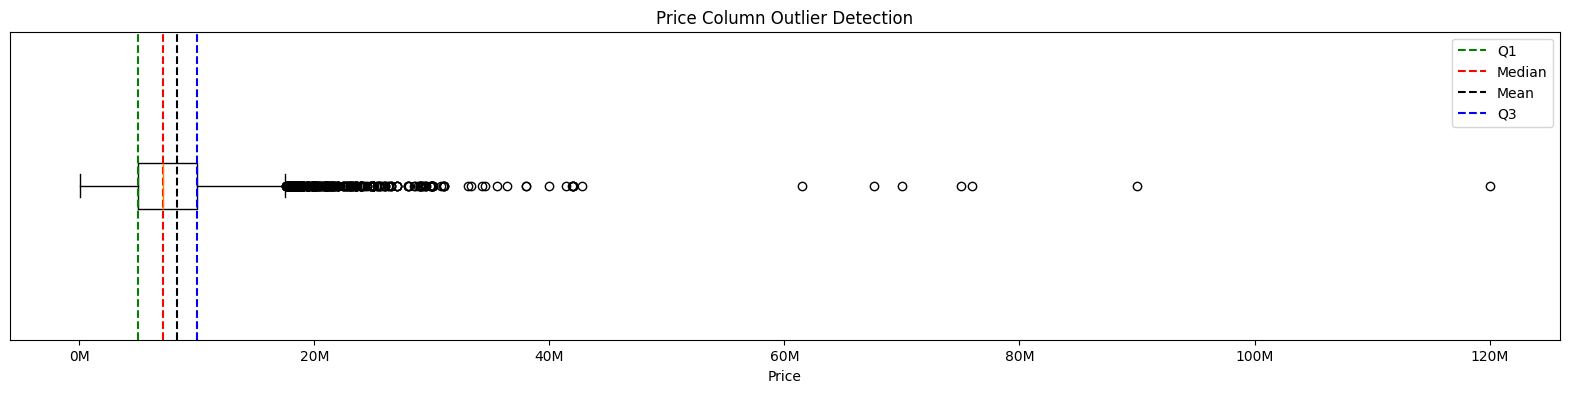 Price Column Outlier Detection
Q1
Median
Mean
Q3
0M 20M 40M 60M 80M 100M 120M
Price